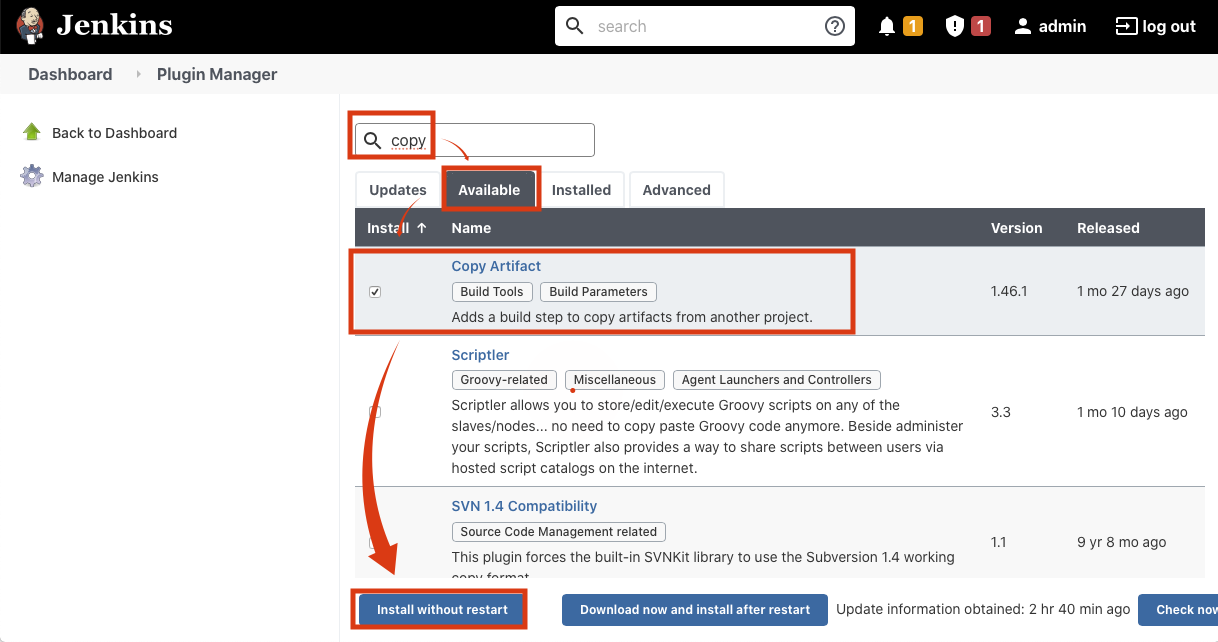 Jenkins
search
1
1
admin
log out
Dashboard
Plugin Manager
Back to Dashboard
Manage Jenkins
copy
Updates
Available
Installed
Advanced
Install ↑
Name
Version
Released
Copy Artifact
Build Tools
Build Parameters
Adds a build step to copy artifacts from another project.
1.46.1
1 mo 27 days ago
Scriptler
Groovy-related
Miscellaneous
Agent Launchers and Controllers
Scriptler allows you to store/edit/execute Groovy scripts on any of the
slaves/nodes... no need to copy paste Groovy code anymore. Beside administer
your scripts, Scriptler also provides a way to share scripts between users via
hosted script catalogs on the internet.
3.3
1 mo 10 days ago
SVN 1.4 Compatibility
Source Code Management related
This plugin forces the built-in SVNKit library to use the Subversion 1.4 working
copy format.
1.1
9 yr 8 mo ago
Install without restart
Download now and install after restart
Update information obtained: 2 hr 40 min ago
Check now